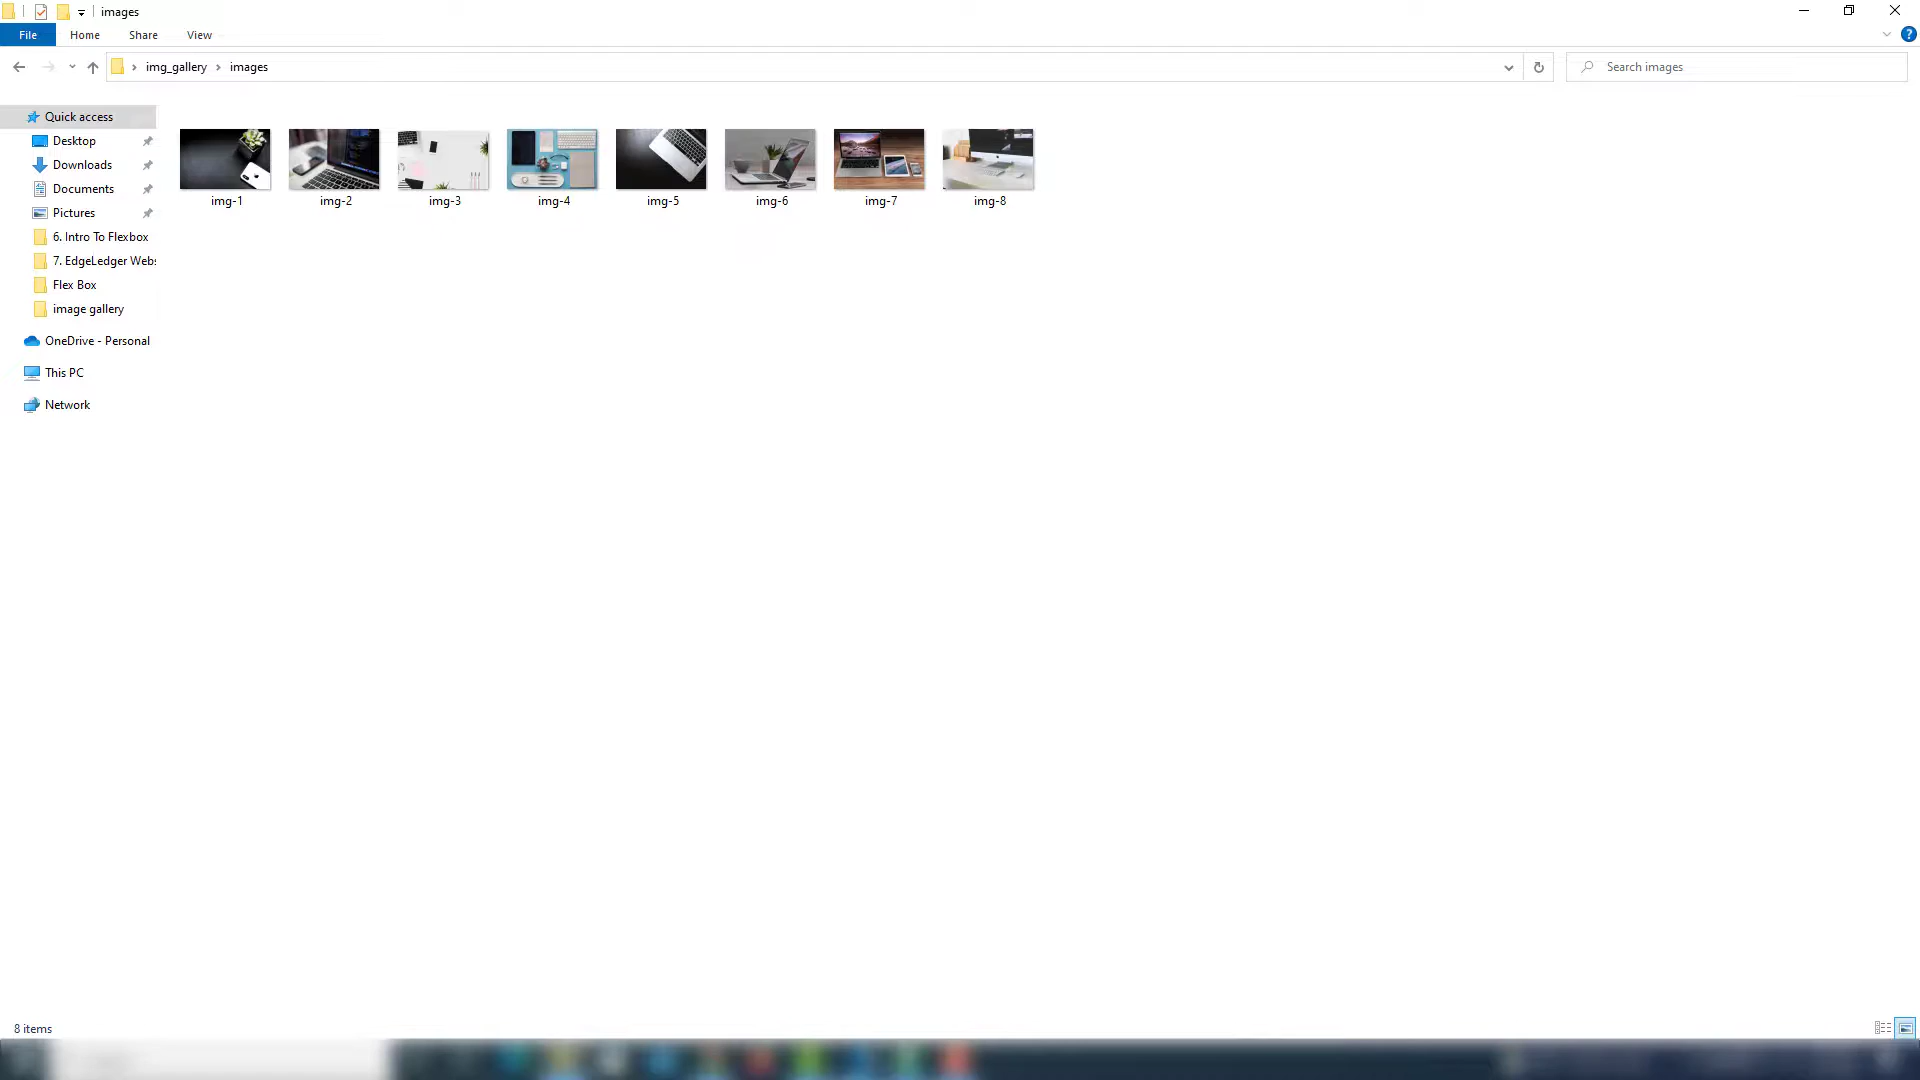 images
File Home Share View
img_gallery images
Search images
Quick access
Desktop
Downloads
Documents
Pictures
6. Intro To Flexbox
7. EdgeLedger Webs
Flex Box
image gallery
OneDrive - Personal
This PC
Network
img-1 img-2 img-3 img-4 img-5 img-6 img-7 img-8
8 items